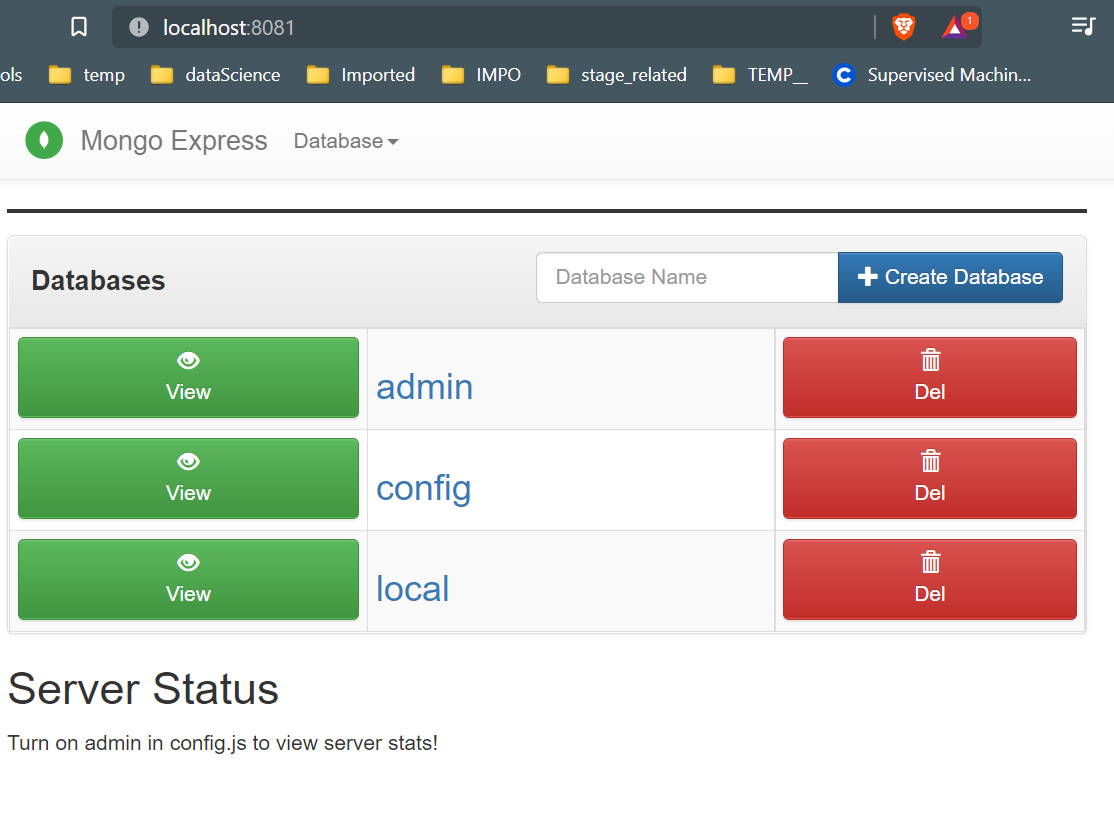 localhost:8081
1
ols temp dataScience Imported IMPO stage_related TEMP__ C Supervised Machin...
Mongo Express Database
Databases Database Name Create Database
View admin Del
View config Del
View local Del
Server Status
Turn on admin in config.js to view server stats!